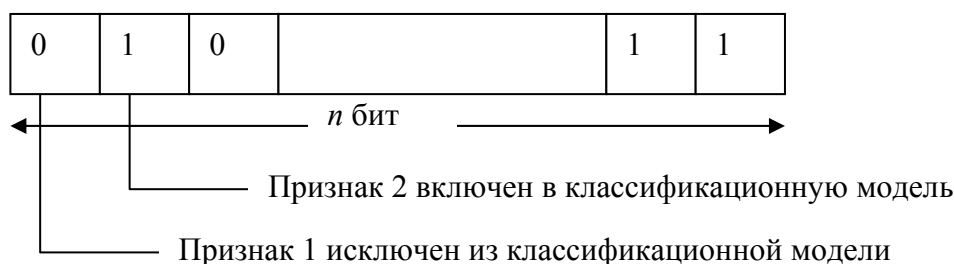 0 1 0 1 1
n бит
Признак 2 включен в классификационную модель
Признак 1 исключен из классификационной модели